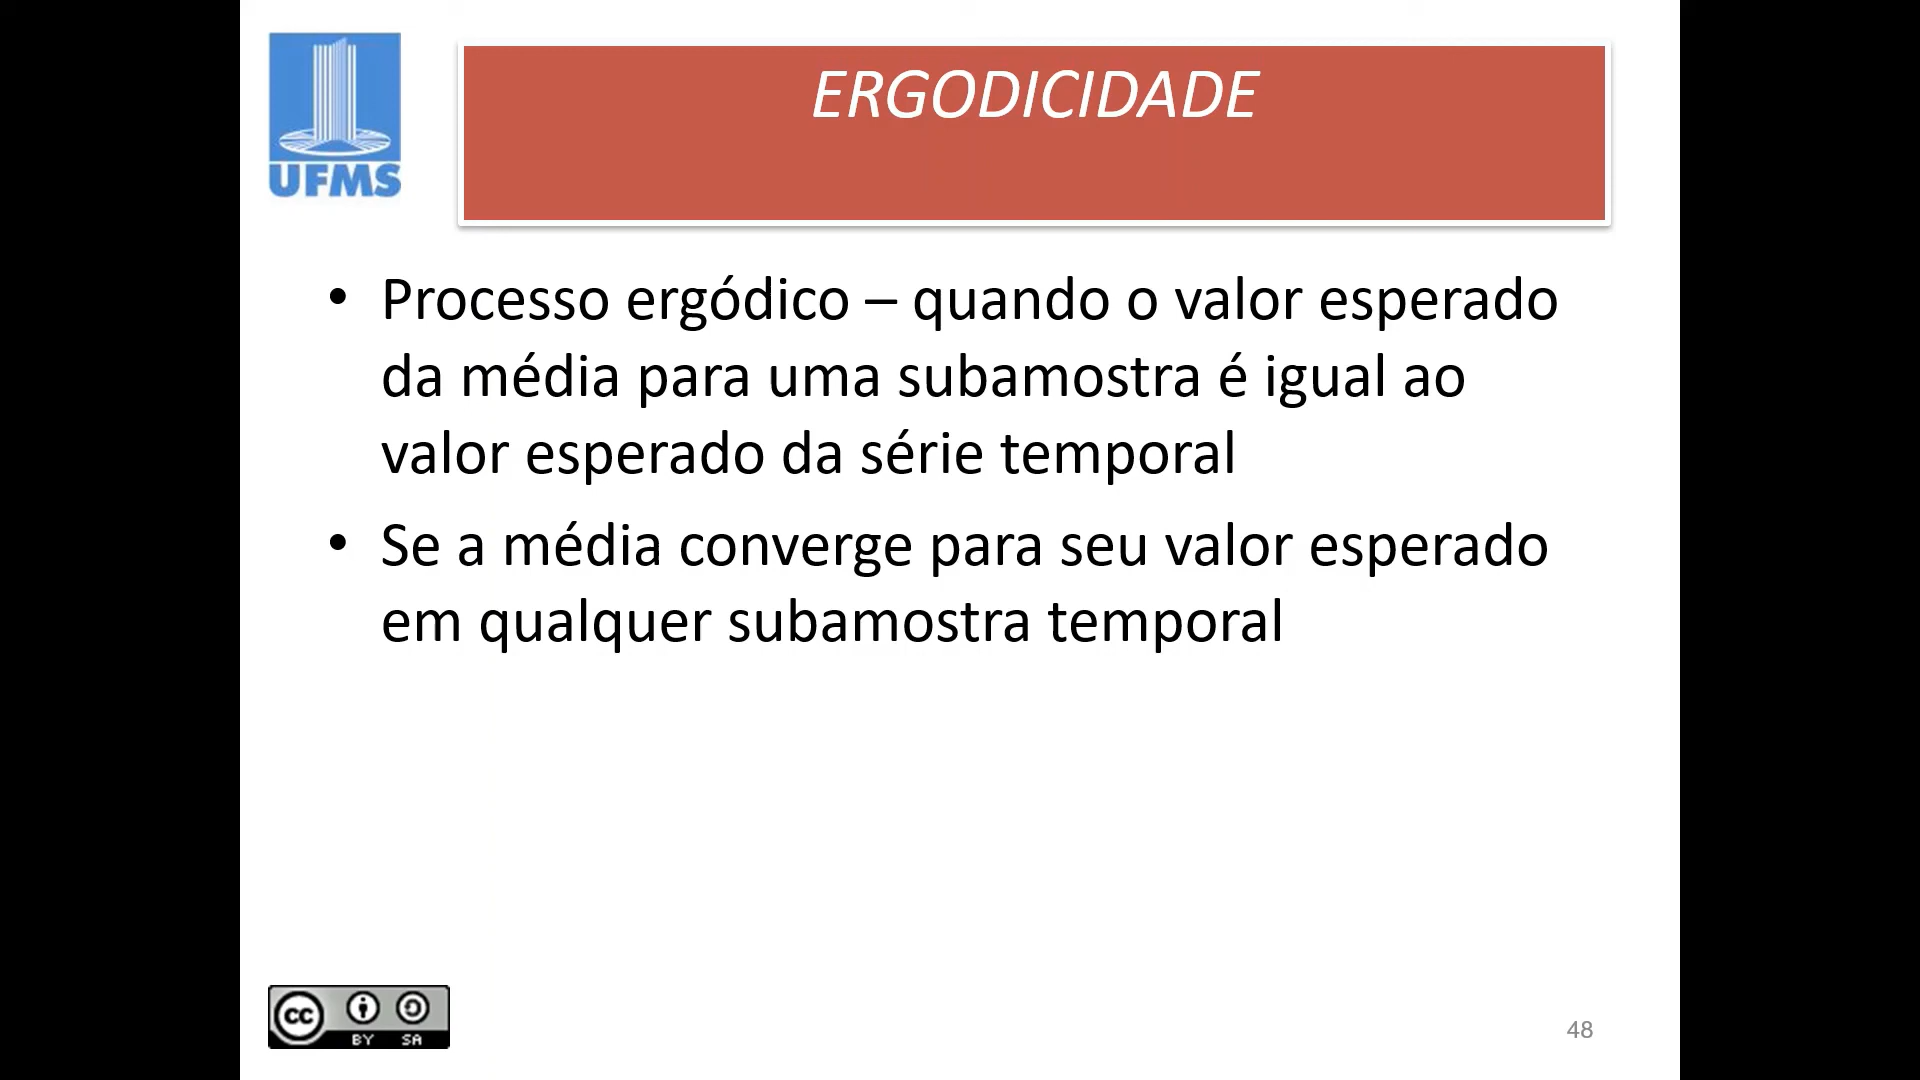 UFMS
ERGODICIDADE
• Processo ergódico – quando o valor esperado
da média para uma subamostra é igual ao
valor esperado da série temporal
• Se a média converge para seu valor esperado
em qualquer subamostra temporal
cc
BY SA
48